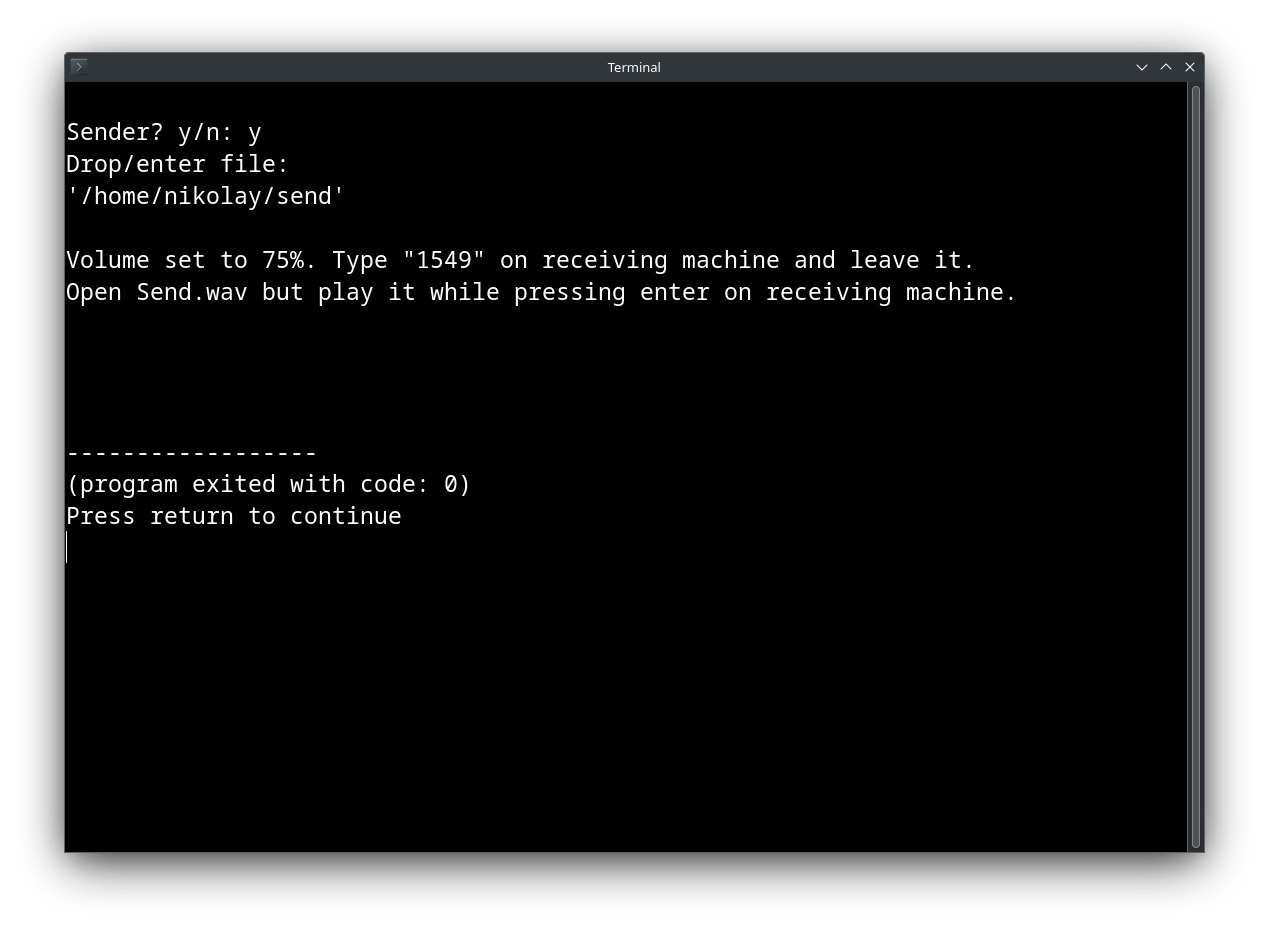 Terminal
Sender? y/n: y
Drop/enter file:
'/home/nikolay/send'
Volume set to 75%. Type "1549" on receiving machine and leave it.
Open Send.wav but play it while pressing enter on receiving machine.
------------------
(program exited with code: 0)
Press return to continue